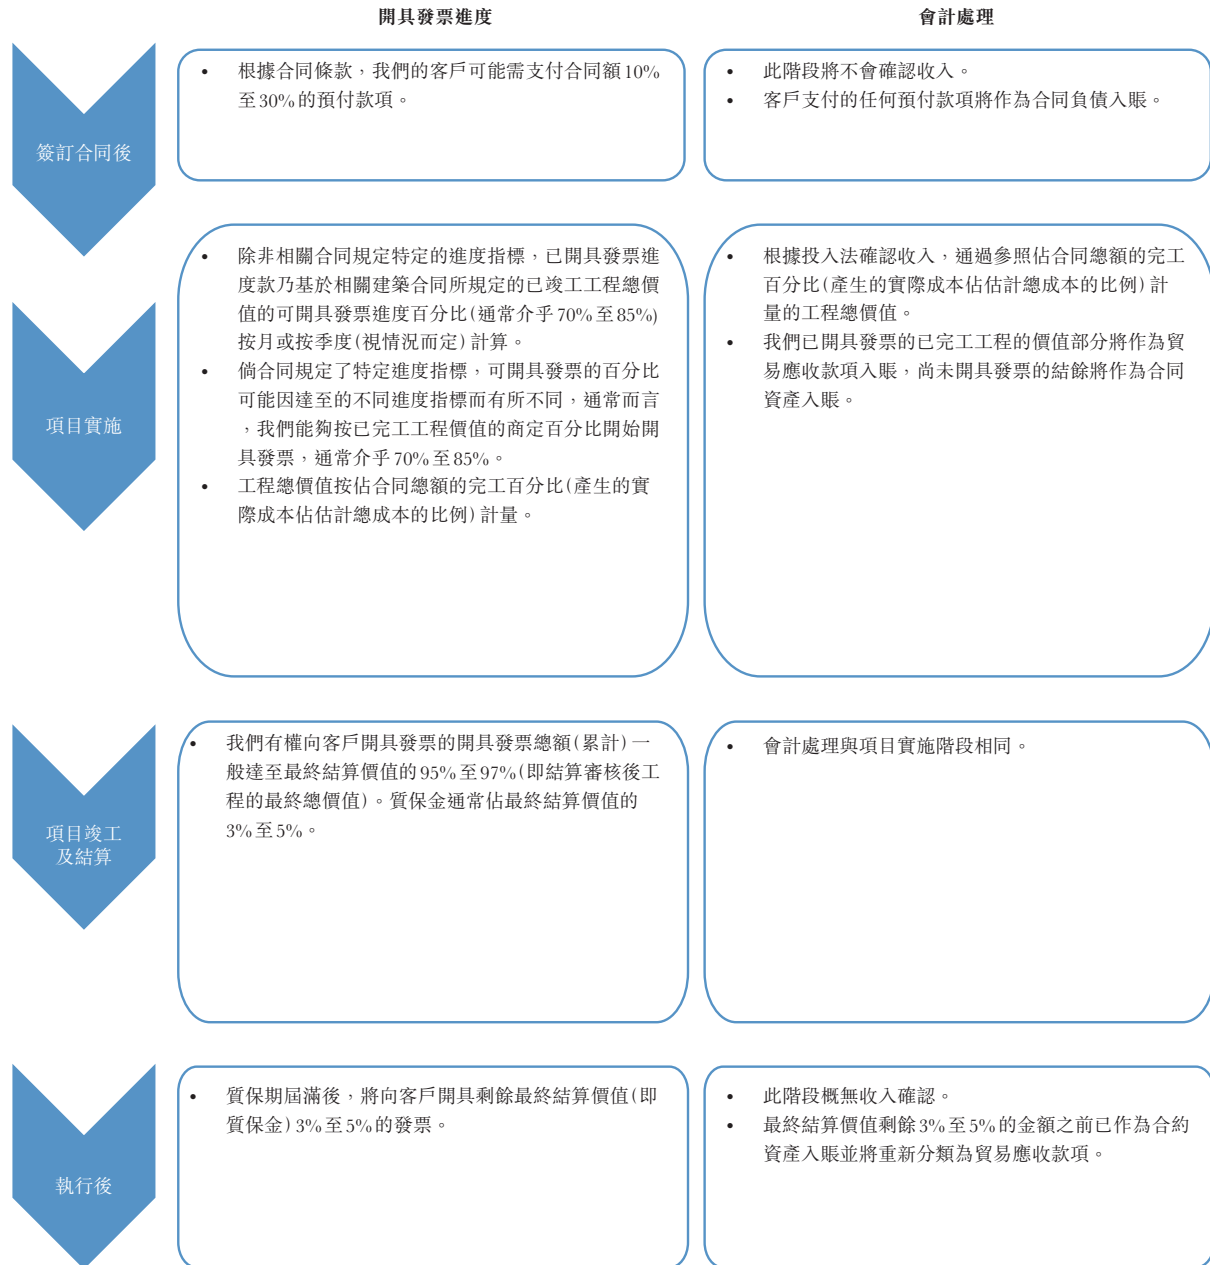 開具發票進度
會計處理
簽訂合同後
• 根據合同條款，我們的客戶可能需支付合同額10%
至30%的預付款項。
• 此階段將不會確認收入。
• 客戶支付的任何預付款項將作為合同負債入賬。
項目實施
• 除非相關合同規定特定的進度指標，已開具發票進
度款乃基於相關建築合同所規定的已竣工工程總價
值的可開具發票進度百分比(通常介乎70%至85%)
按月或按季度(視情況而定)計算。
• 倘合同規定了特定進度指標，可開具發票的百分比
可能因達至的不同進度指標而有所不同，通常而言
，我們能夠按已完工工程價值的商定百分比開始開
具發票，通常介乎70%至85%。
• 工程總價值按佔合同總額的完工百分比(產生的實
際成本佔估計總成本的比例)計量。
• 根據投入法確認收入，通過參照佔合同總額的完工
百分比(產生的實際成本佔估計總成本的比例)計
量的工程總價值。
• 我們已開具發票的已完工工程的價值部分將作為貿
易應收款項入賬，尚未開具發票的結餘將作為合同
資產入賬。
項目竣工
及結算
• 我們有權向客戶開具發票的開具發票總額(累計)一
般達至最終結算價值的95%至97%(即結算審核後工
程的最終總價值)。質保金通常佔最終結算價值的
3%至5%。
• 會計處理與項目實施階段相同。
執行後
• 質保期屆滿後，將向客戶開具剩餘最終結算價值(即
質保金)3%至5%的發票。
• 此階段概無收入確認。
• 最終結算價值剩餘3%至5%的金額之前已作為合約
資產入賬並將重新分類為貿易應收款項。